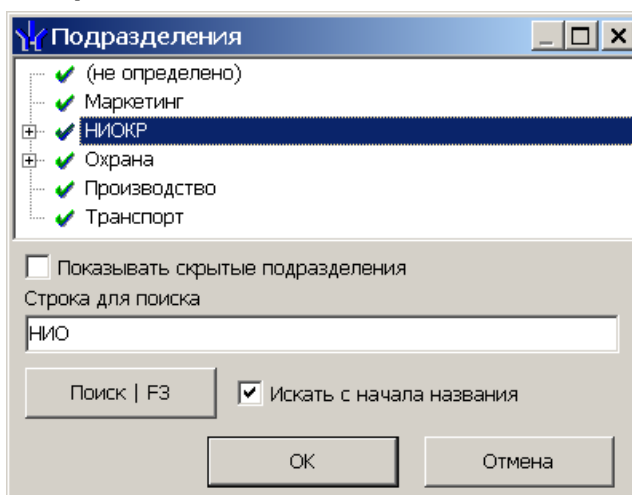 Подразделения
(не определено)
Маркетинг
НИОКР
Охрана
Производство
Транспорт
Показывать скрытые подразделения
Строка для поиска
НИО
Поиск | F3
Искать с начала названия
ОК
Отмена